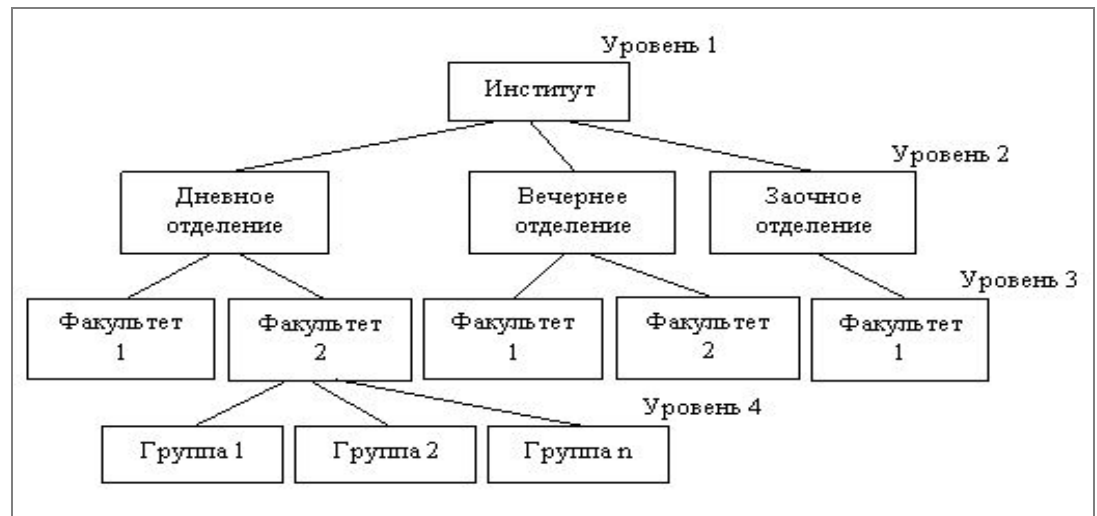 Уровень 1
Институт
Уровень 2
Дневное
отделение
Вечернее
отделение
Заочное
отделение
Уровень 3
Факультет
1
Факультет
2
Факультет
1
Факультет
2
Факультет
1
Уровень 4
Группа 1
Группа 2
Группа n